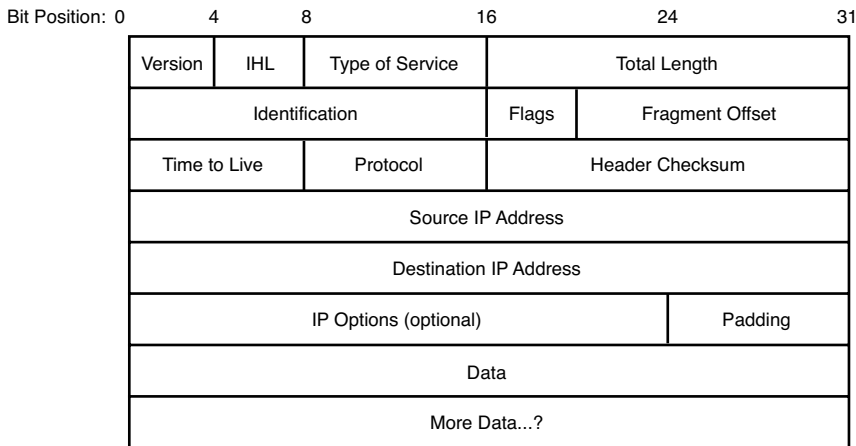 Bit Position: 0 4 8 16 24 31
Version IHL Type of Service Total Length
Identification Flags Fragment Offset
Time to Live Protocol Header Checksum
Source IP Address
Destination IP Address
IP Options (optional) Padding
Data
More Data...?